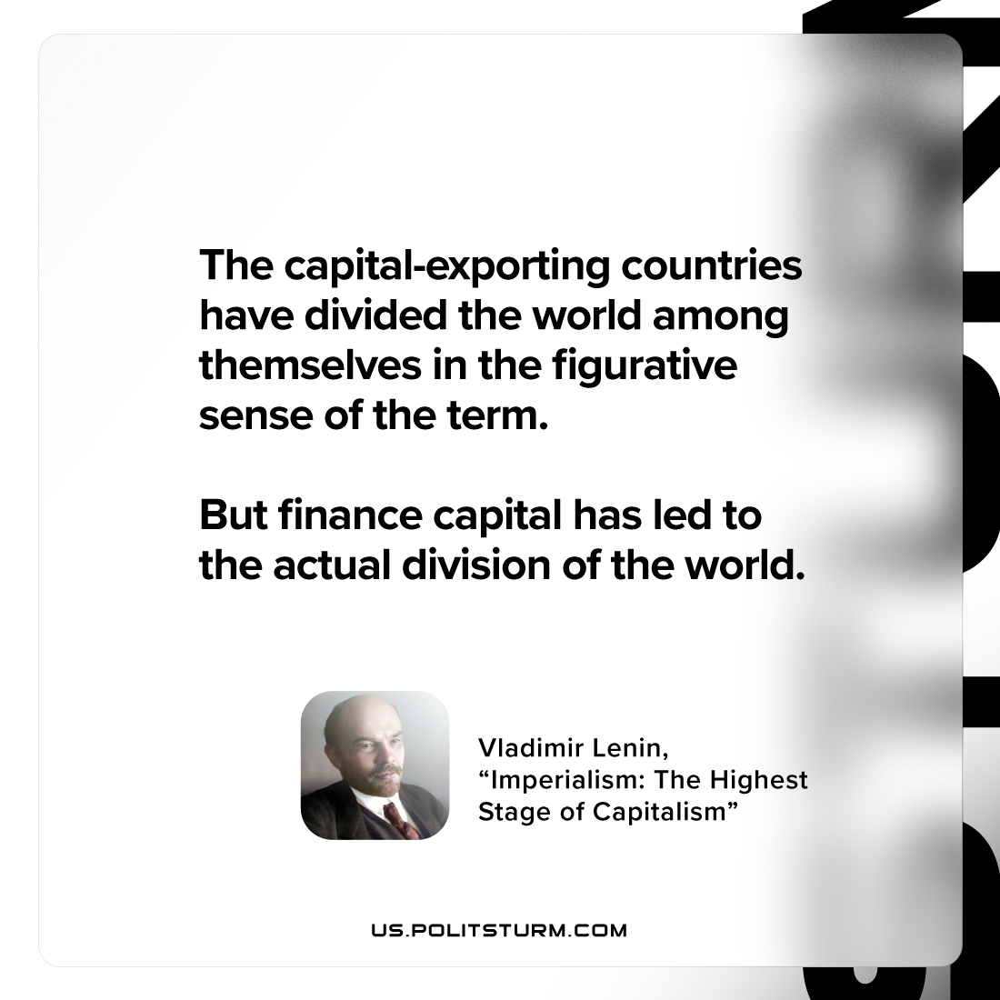 The capital-exporting countries
have divided the world among
themselves in the figurative
sense of the term.
But finance capital has led to
the actual division of the world.
Vladimir Lenin,
“Imperialism: The Highest
Stage of Capitalism”
US.POLITSTURM.COM